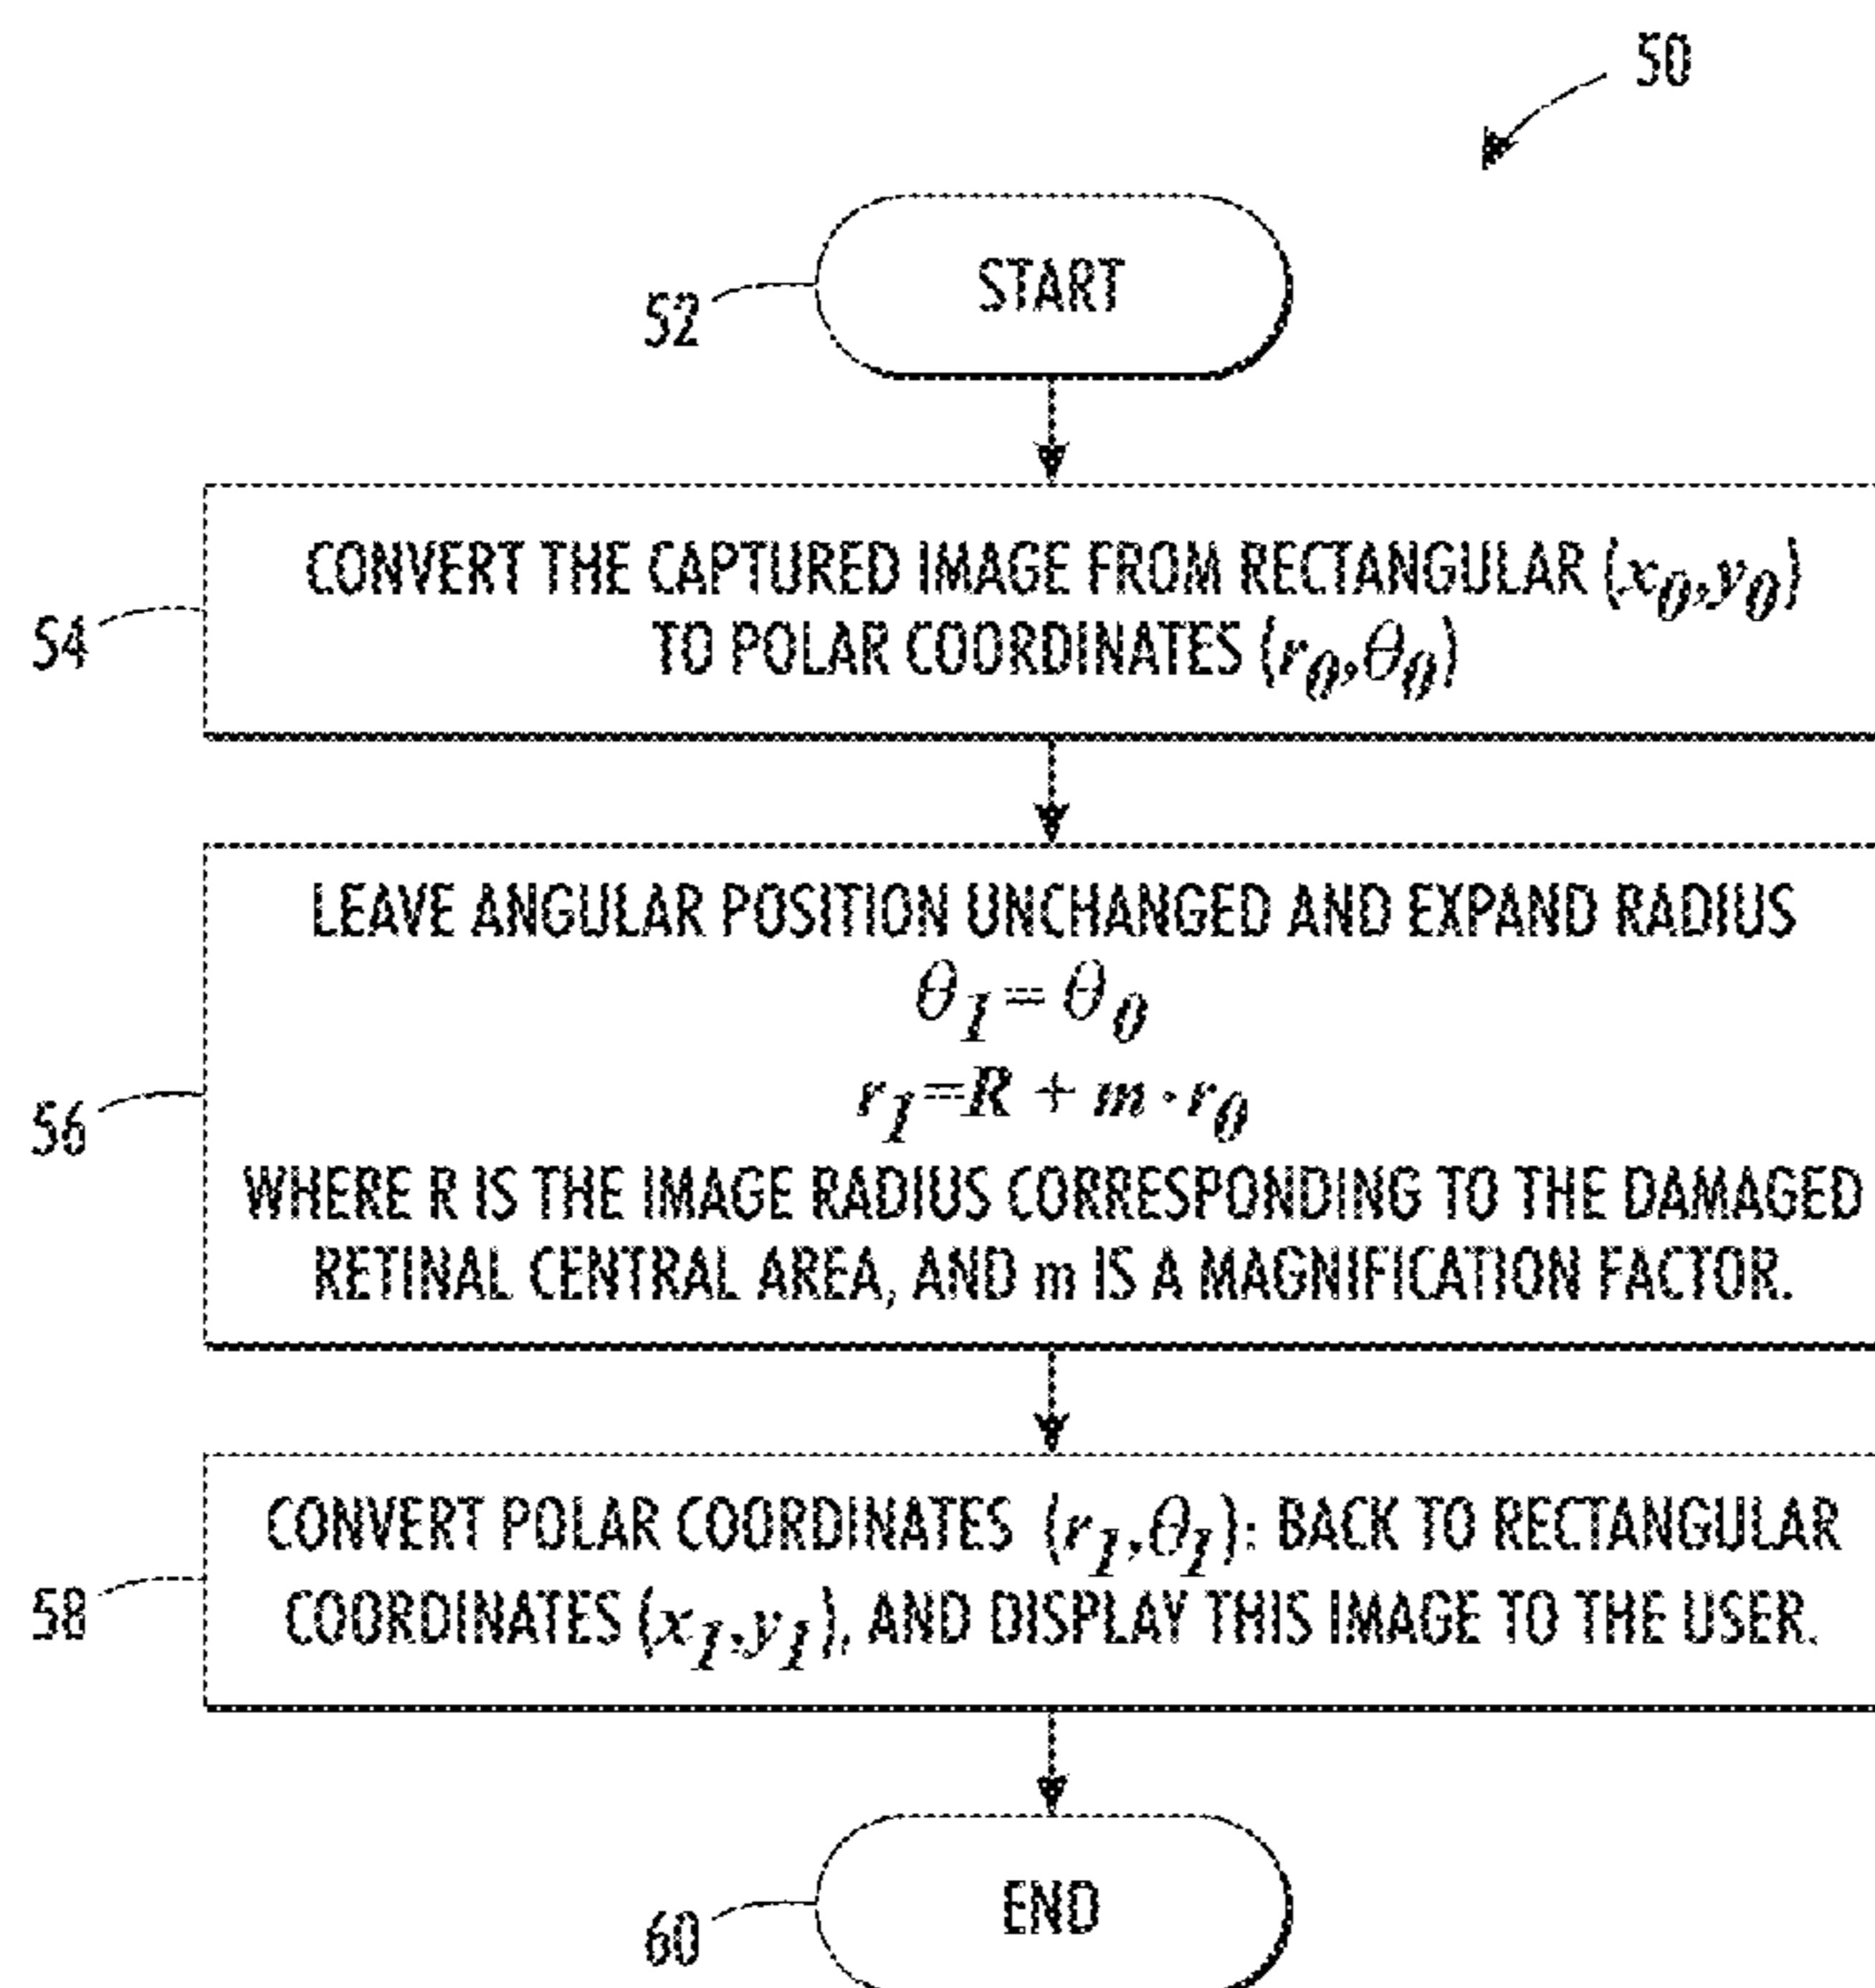 50
52
START
54
CONVERT THE CAPTURED IMAGE FROM RECTANGULAR (x₀,y₀)
TO POLAR COORDINATES (r₀,θ₀)
56
LEAVE ANGULAR POSITION UNCHANGED AND EXPAND RADIUS
θ₁=θ₀
r₁=R + m·r₀
WHERE R IS THE IMAGE RADIUS CORRESPONDING TO THE DAMAGED
RETINAL CENTRAL AREA, AND m IS A MAGNIFICATION FACTOR.
58
CONVERT POLAR COORDINATES (r₁,θ₁): BACK TO RECTANGULAR
COORDINATES (x₁,y₁), AND DISPLAY THIS IMAGE TO THE USER.
60
END